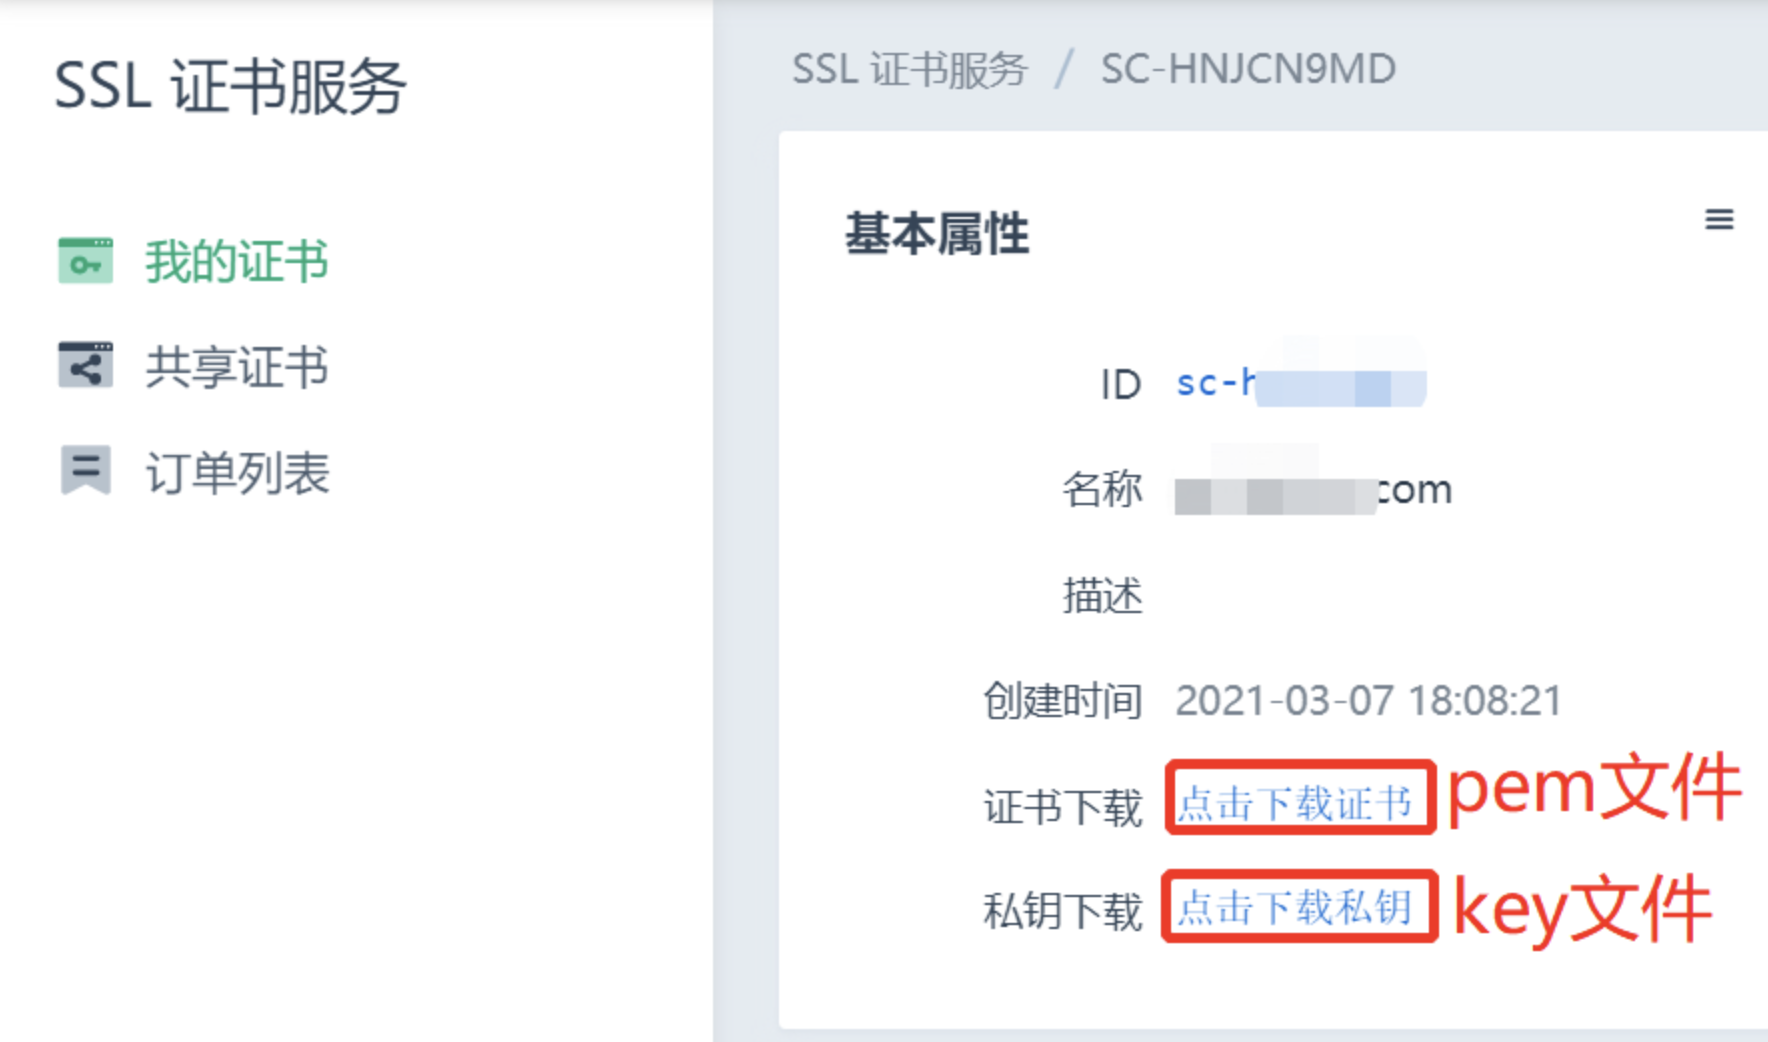 SSL 证书服务
我的证书
共享证书
订单列表
SSL 证书服务 / SC-HNJCN9MD
基本属性
ID sc-h
名称 com
描述
创建时间 2021-03-07 18:08:21
证书下载 点击下载证书 pem文件
私钥下载 点击下载私钥 key文件